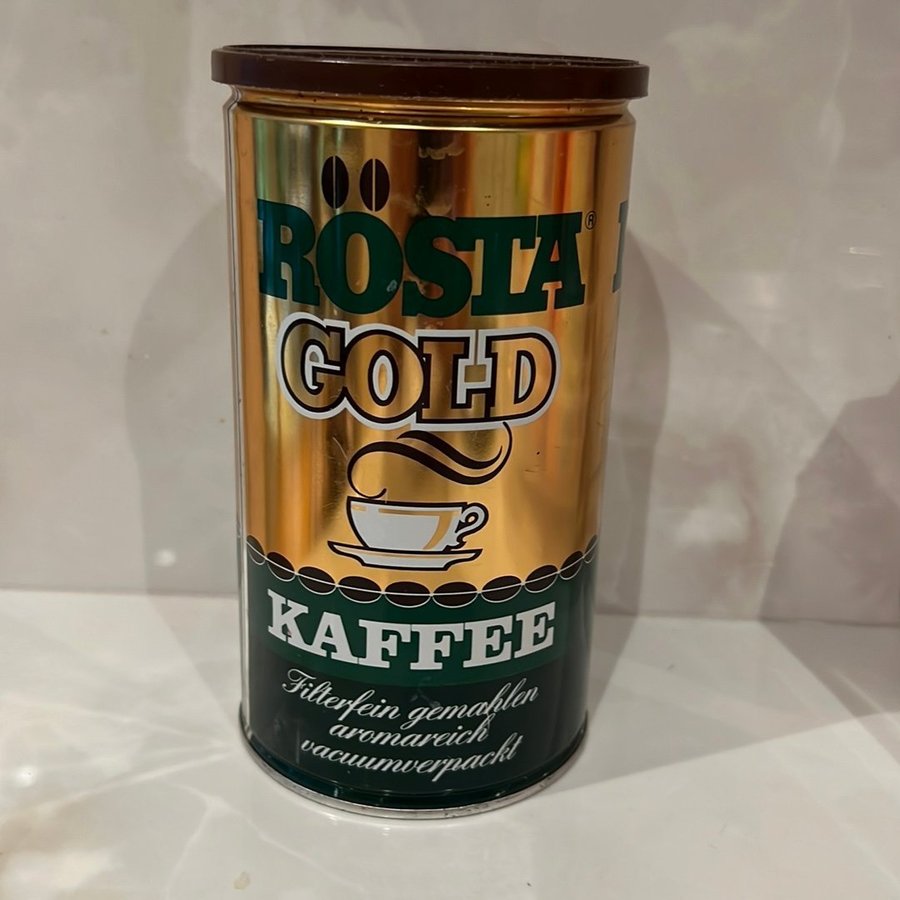 RÖSTA®
GOLD
KAFFEE
Filterfein gemahlen
aromareich
vacuumverpackt